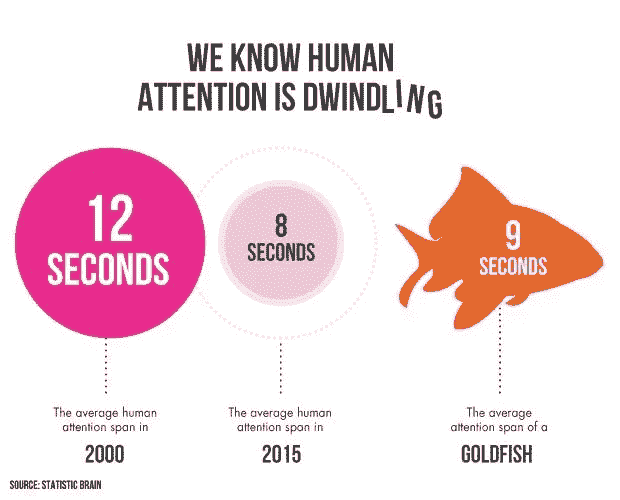 WE KNOW HUMAN
ATTENTION IS DWINDLING
12
SECONDS
8
SECONDS
9
SECONDS
The average human
attention span in
2000
The average human
attention span in
2015
The average
attention span of a
GOLDFISH
SOURCE: STATISTIC BRAIN